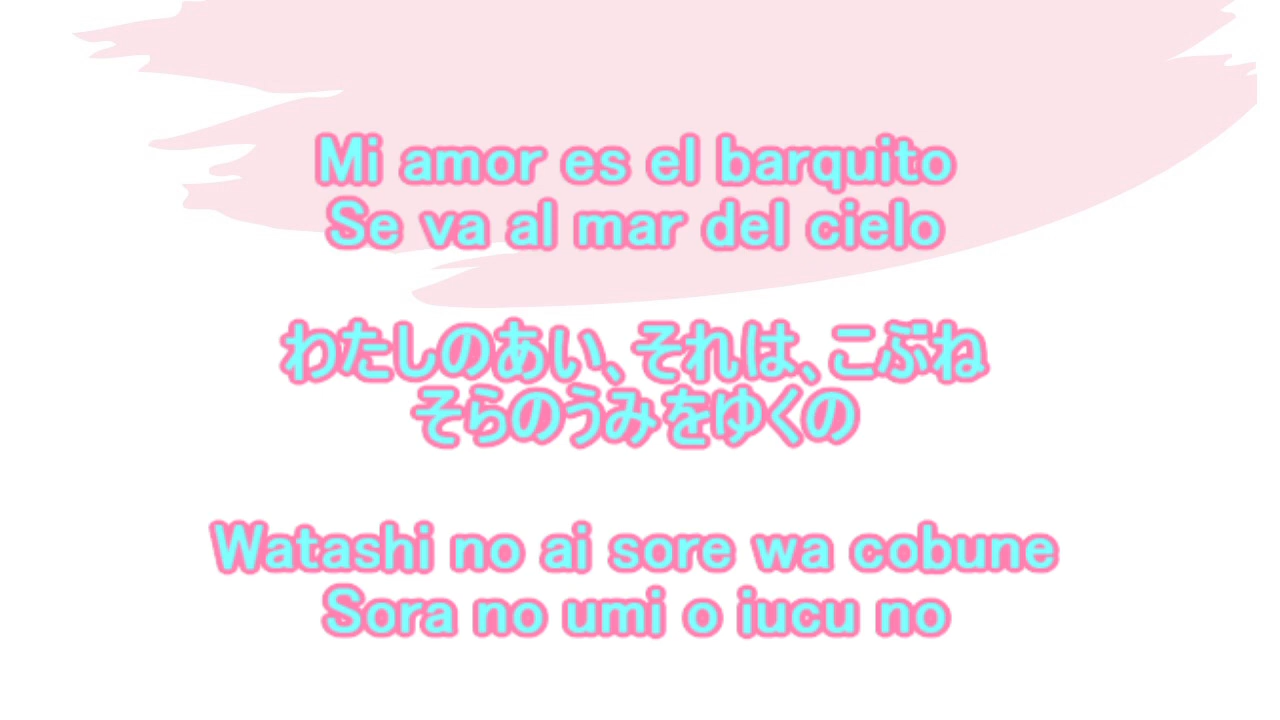 Mi amor es el barquito
Se va al mar del cielo
わたしのあい、それは、こぶね
そらのうみをゆくの
Watashi no ai sore wa cobune
Sora no umi o iucu no